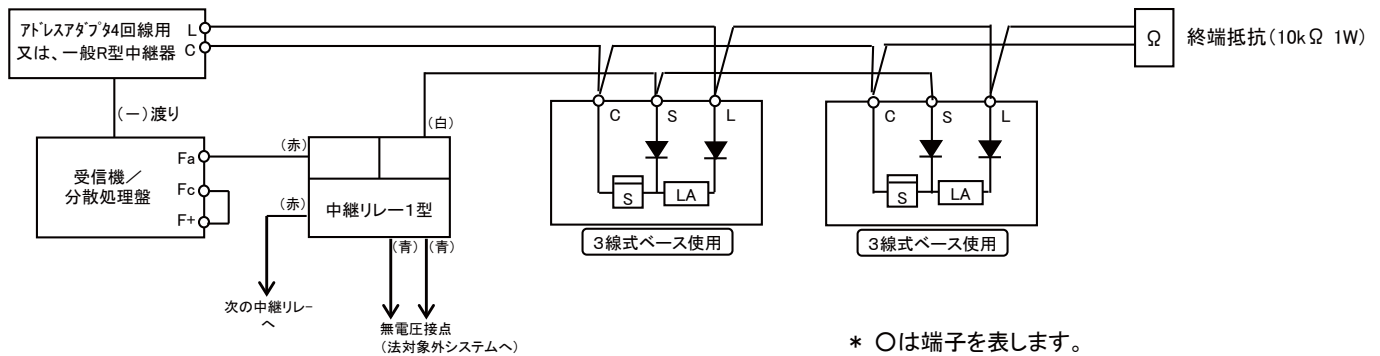 アドレスアダプタ4回線用
又は、一般R型中継器
L
C
Ω
終端抵抗(10kΩ 1W)
(－)渡り
(白)
受信機／
分散処理盤
Fa
Fc
F+
(赤)
(赤)
中継リレー１型
(青)
(青)
次の中継リレー
へ
無電圧接点
(法対象外システムへ)
C
S
L
S
LA
３線式ベース使用
C
S
L
S
LA
３線式ベース使用
* ○は端子を表します。